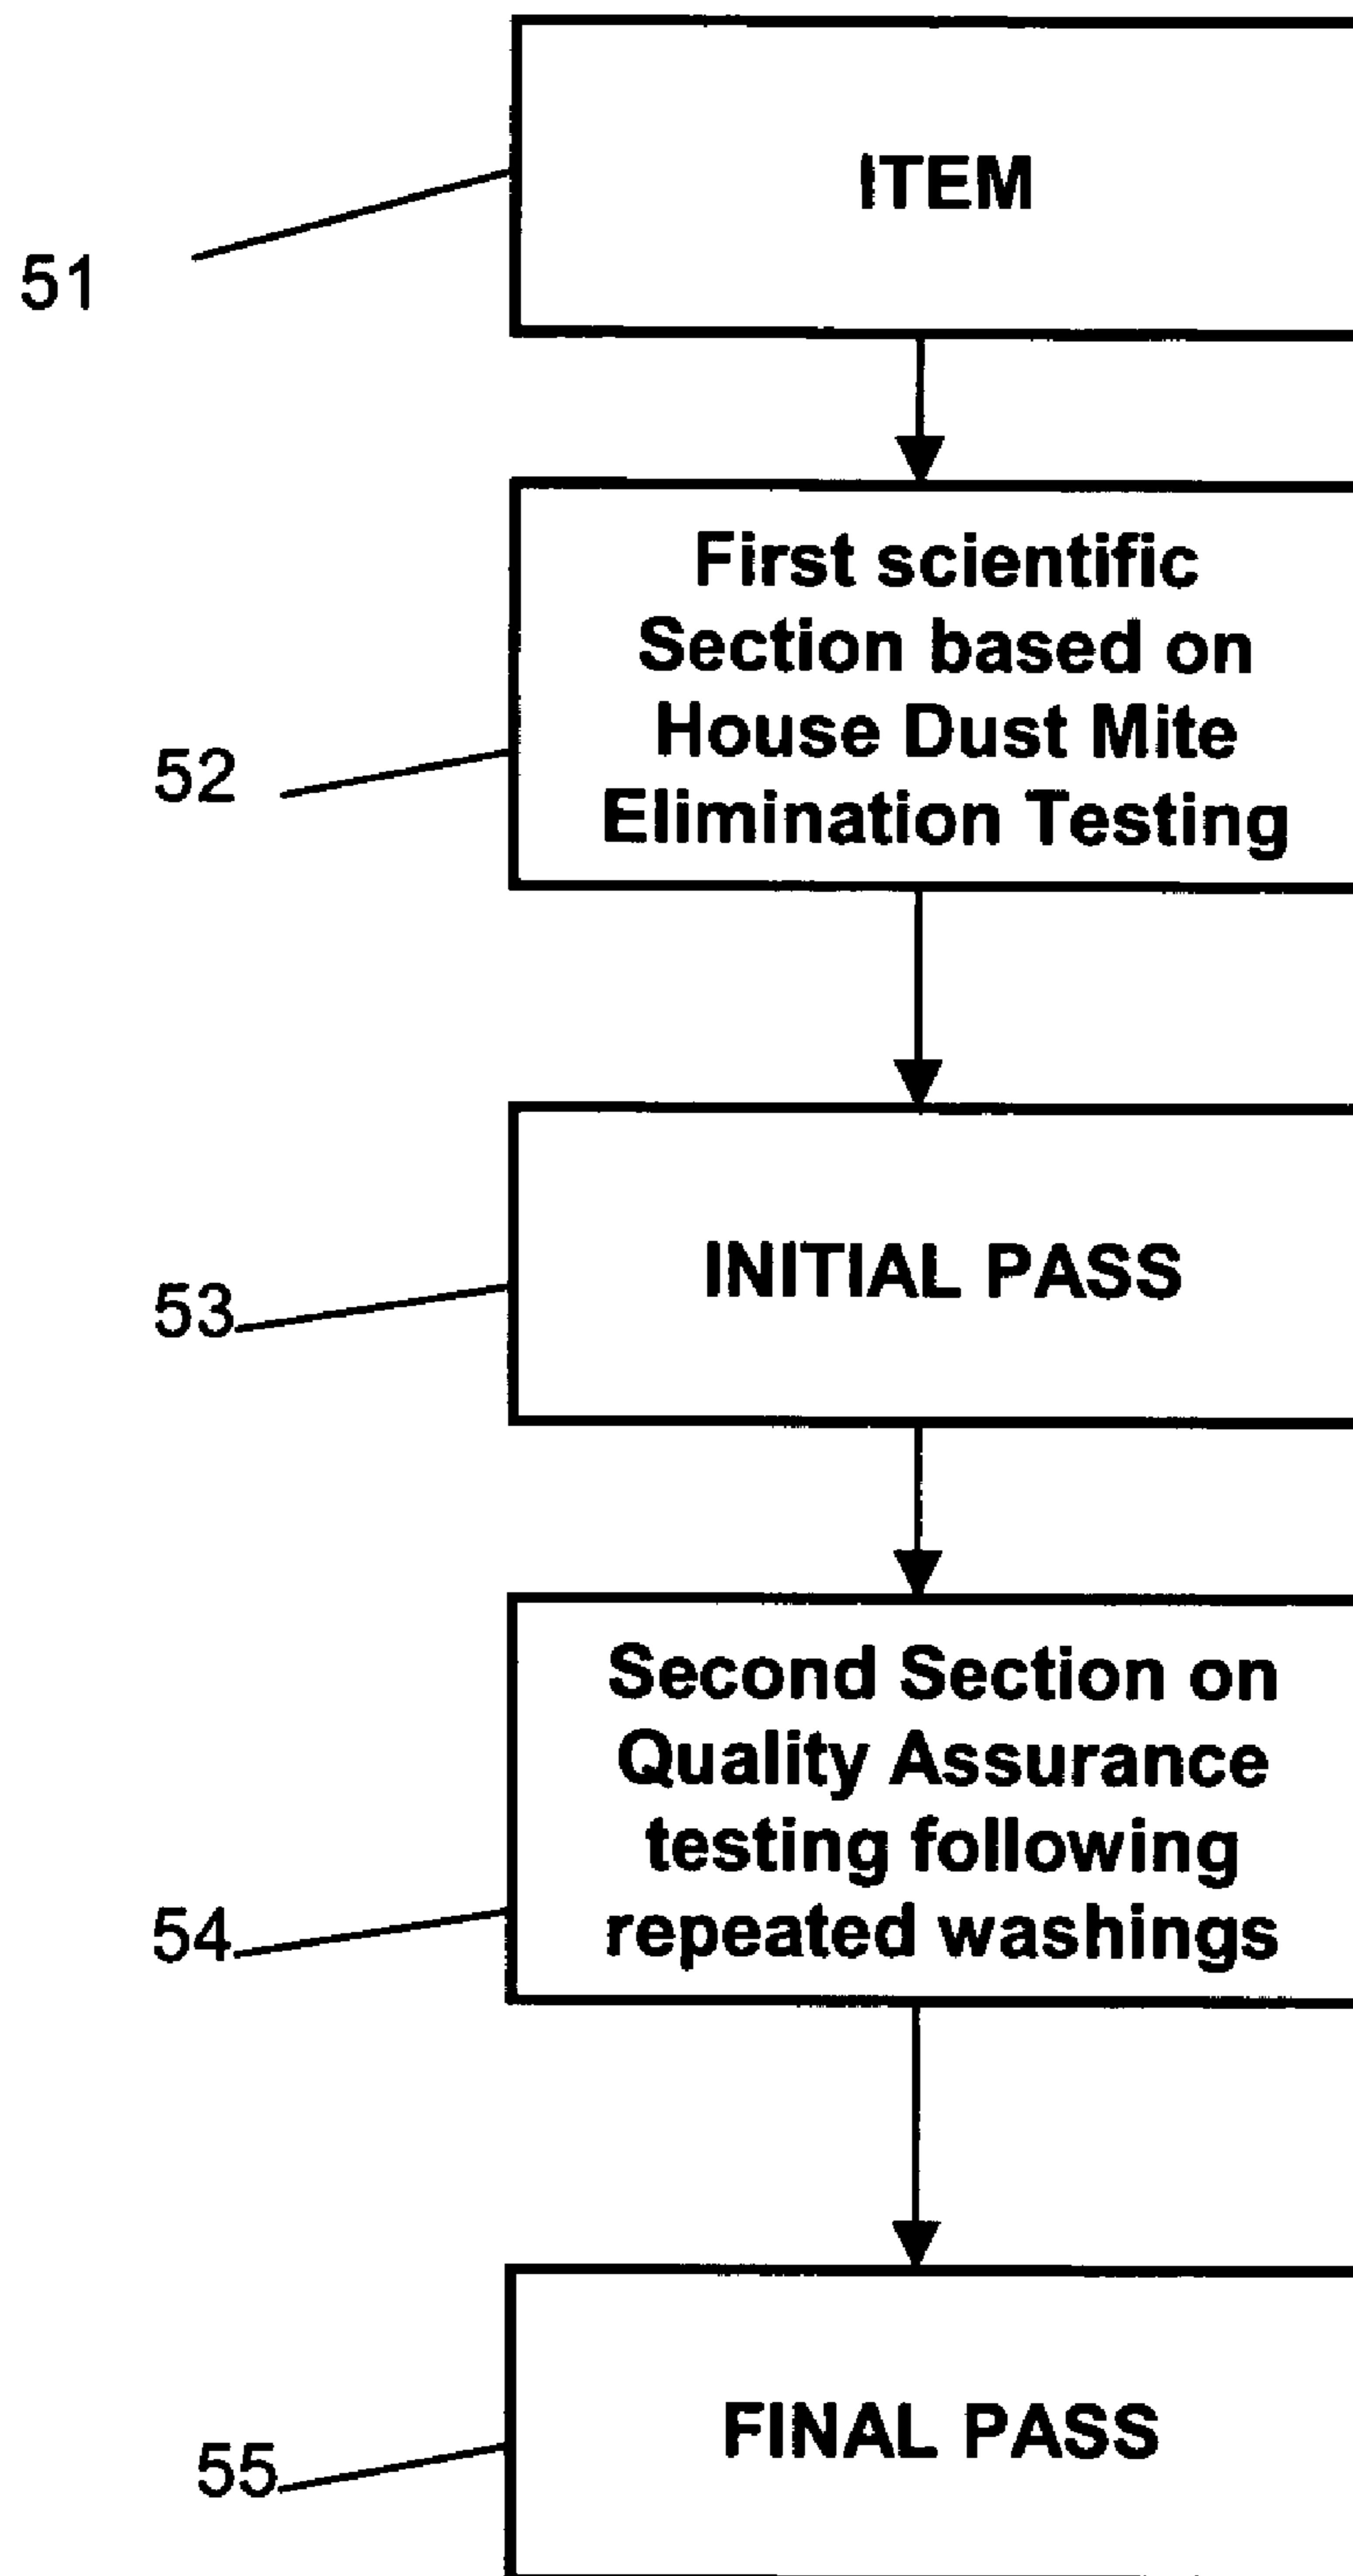 ITEM
51
First scientific
Section based on
House Dust Mite
Elimination Testing
52
INITIAL PASS
53
Second Section on
Quality Assurance
testing following
repeated washings
54
FINAL PASS
55